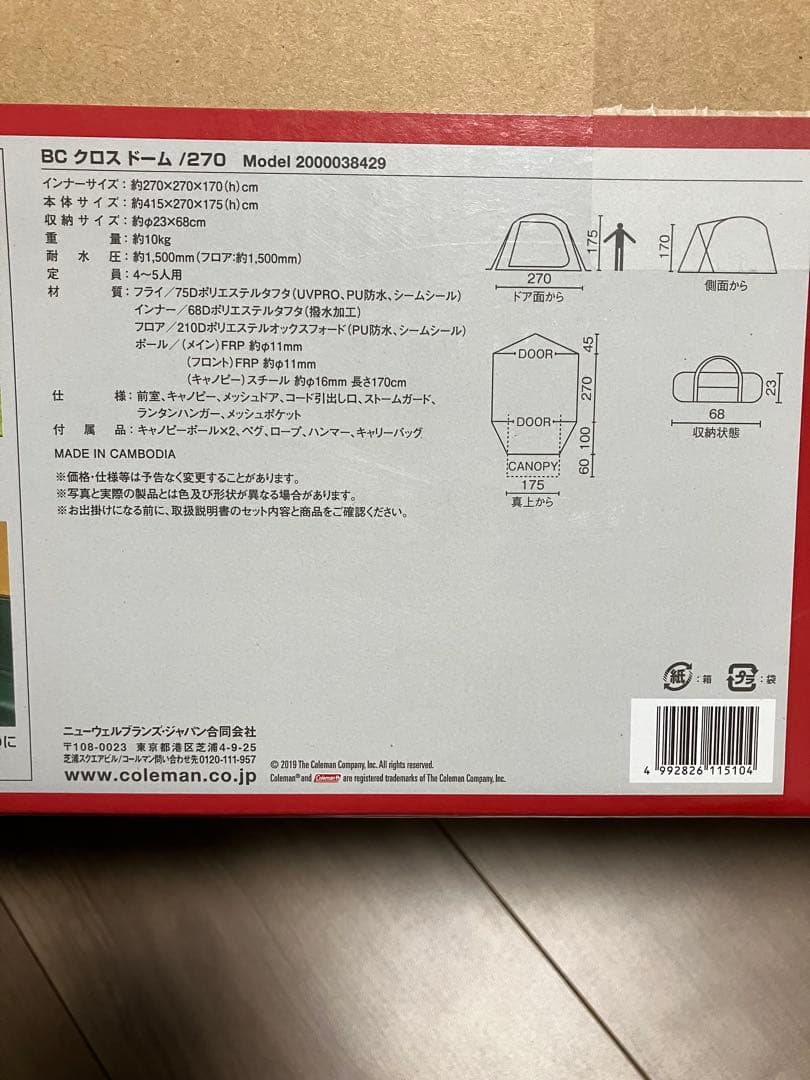 BC クロス ドーム /270 Model 2000038429
インナーサイズ：約270×270×170(h)cm
本体サイズ：約415×270×175(h)cm
収納サイズ：約φ23×68cm
重量：約10kg
耐水圧：約1,500mm(フロア:約1,500mm)
定員：4〜5人用
材質：フライ/75Dポリエステルタフタ(UVPRO、PU防水、シームシール)
インナー/68Dポリエステルタフタ(撥水加工)
フロア/210Dポリエステルオックスフォード(PU防水、シームシール)
ポール/(メイン)FRP 約φ11mm
(フロント)FRP 約φ11mm
(キャノピー)スチール 約φ16mm 長さ170cm
仕様：前室、キャノピー、メッシュドア、コード引出し口、ストームガード、
ランタンハンガー、メッシュポケット
付属品：キャノピーポール×2、ペグ、ロープ、ハンマー、キャリーバッグ
MADE IN CAMBODIA
※価格・仕様等は予告なく変更することがあります。
※写真と実際の製品とは色及び形状が異なる場合があります。
※お出掛けになる前に、取扱説明書のセット内容と商品をご確認ください。
175
270
ドア面から
170
側面から
DOOR
45
270
DOOR
100
CANOPY
60
175
真上から
23
68
収納状態
紙：箱
プラ：袋
ニューウェルブランズ・ジャパン合同会社
〒108-0023 東京都港区芝浦4-9-25
芝浦スクエアビル/コールマン問い合わせ先0120-111-957
www.coleman.co.jp
© 2019 The Coleman Company, Inc. All rights reserved.
Coleman® and Coleman® are registered trademarks of The Coleman Company, Inc.
4 992826 115104
に